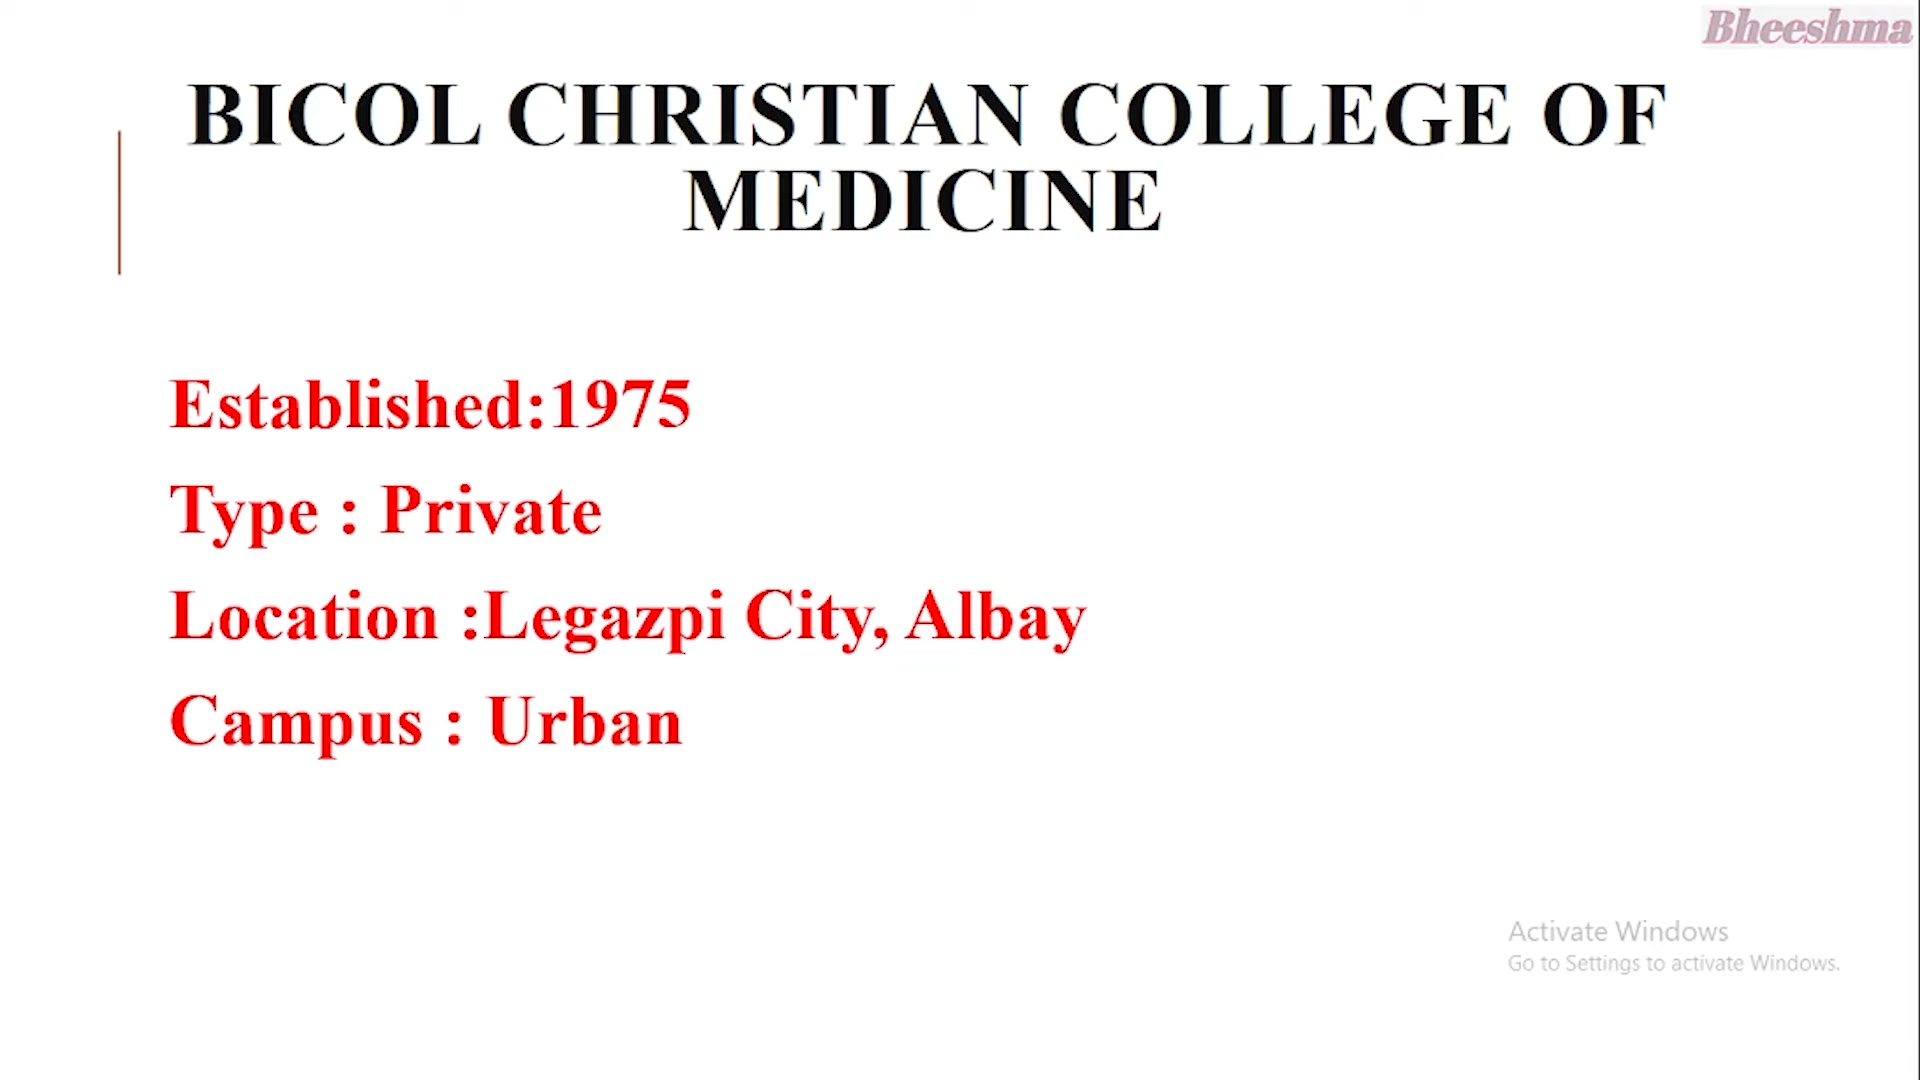 Bheeshma
BICOL CHRISTIAN COLLEGE OF
MEDICINE
Established:1975
Type : Private
Location :Legazpi City, Albay
Campus : Urban
Activate Windows
Go to Settings to activate Windows.